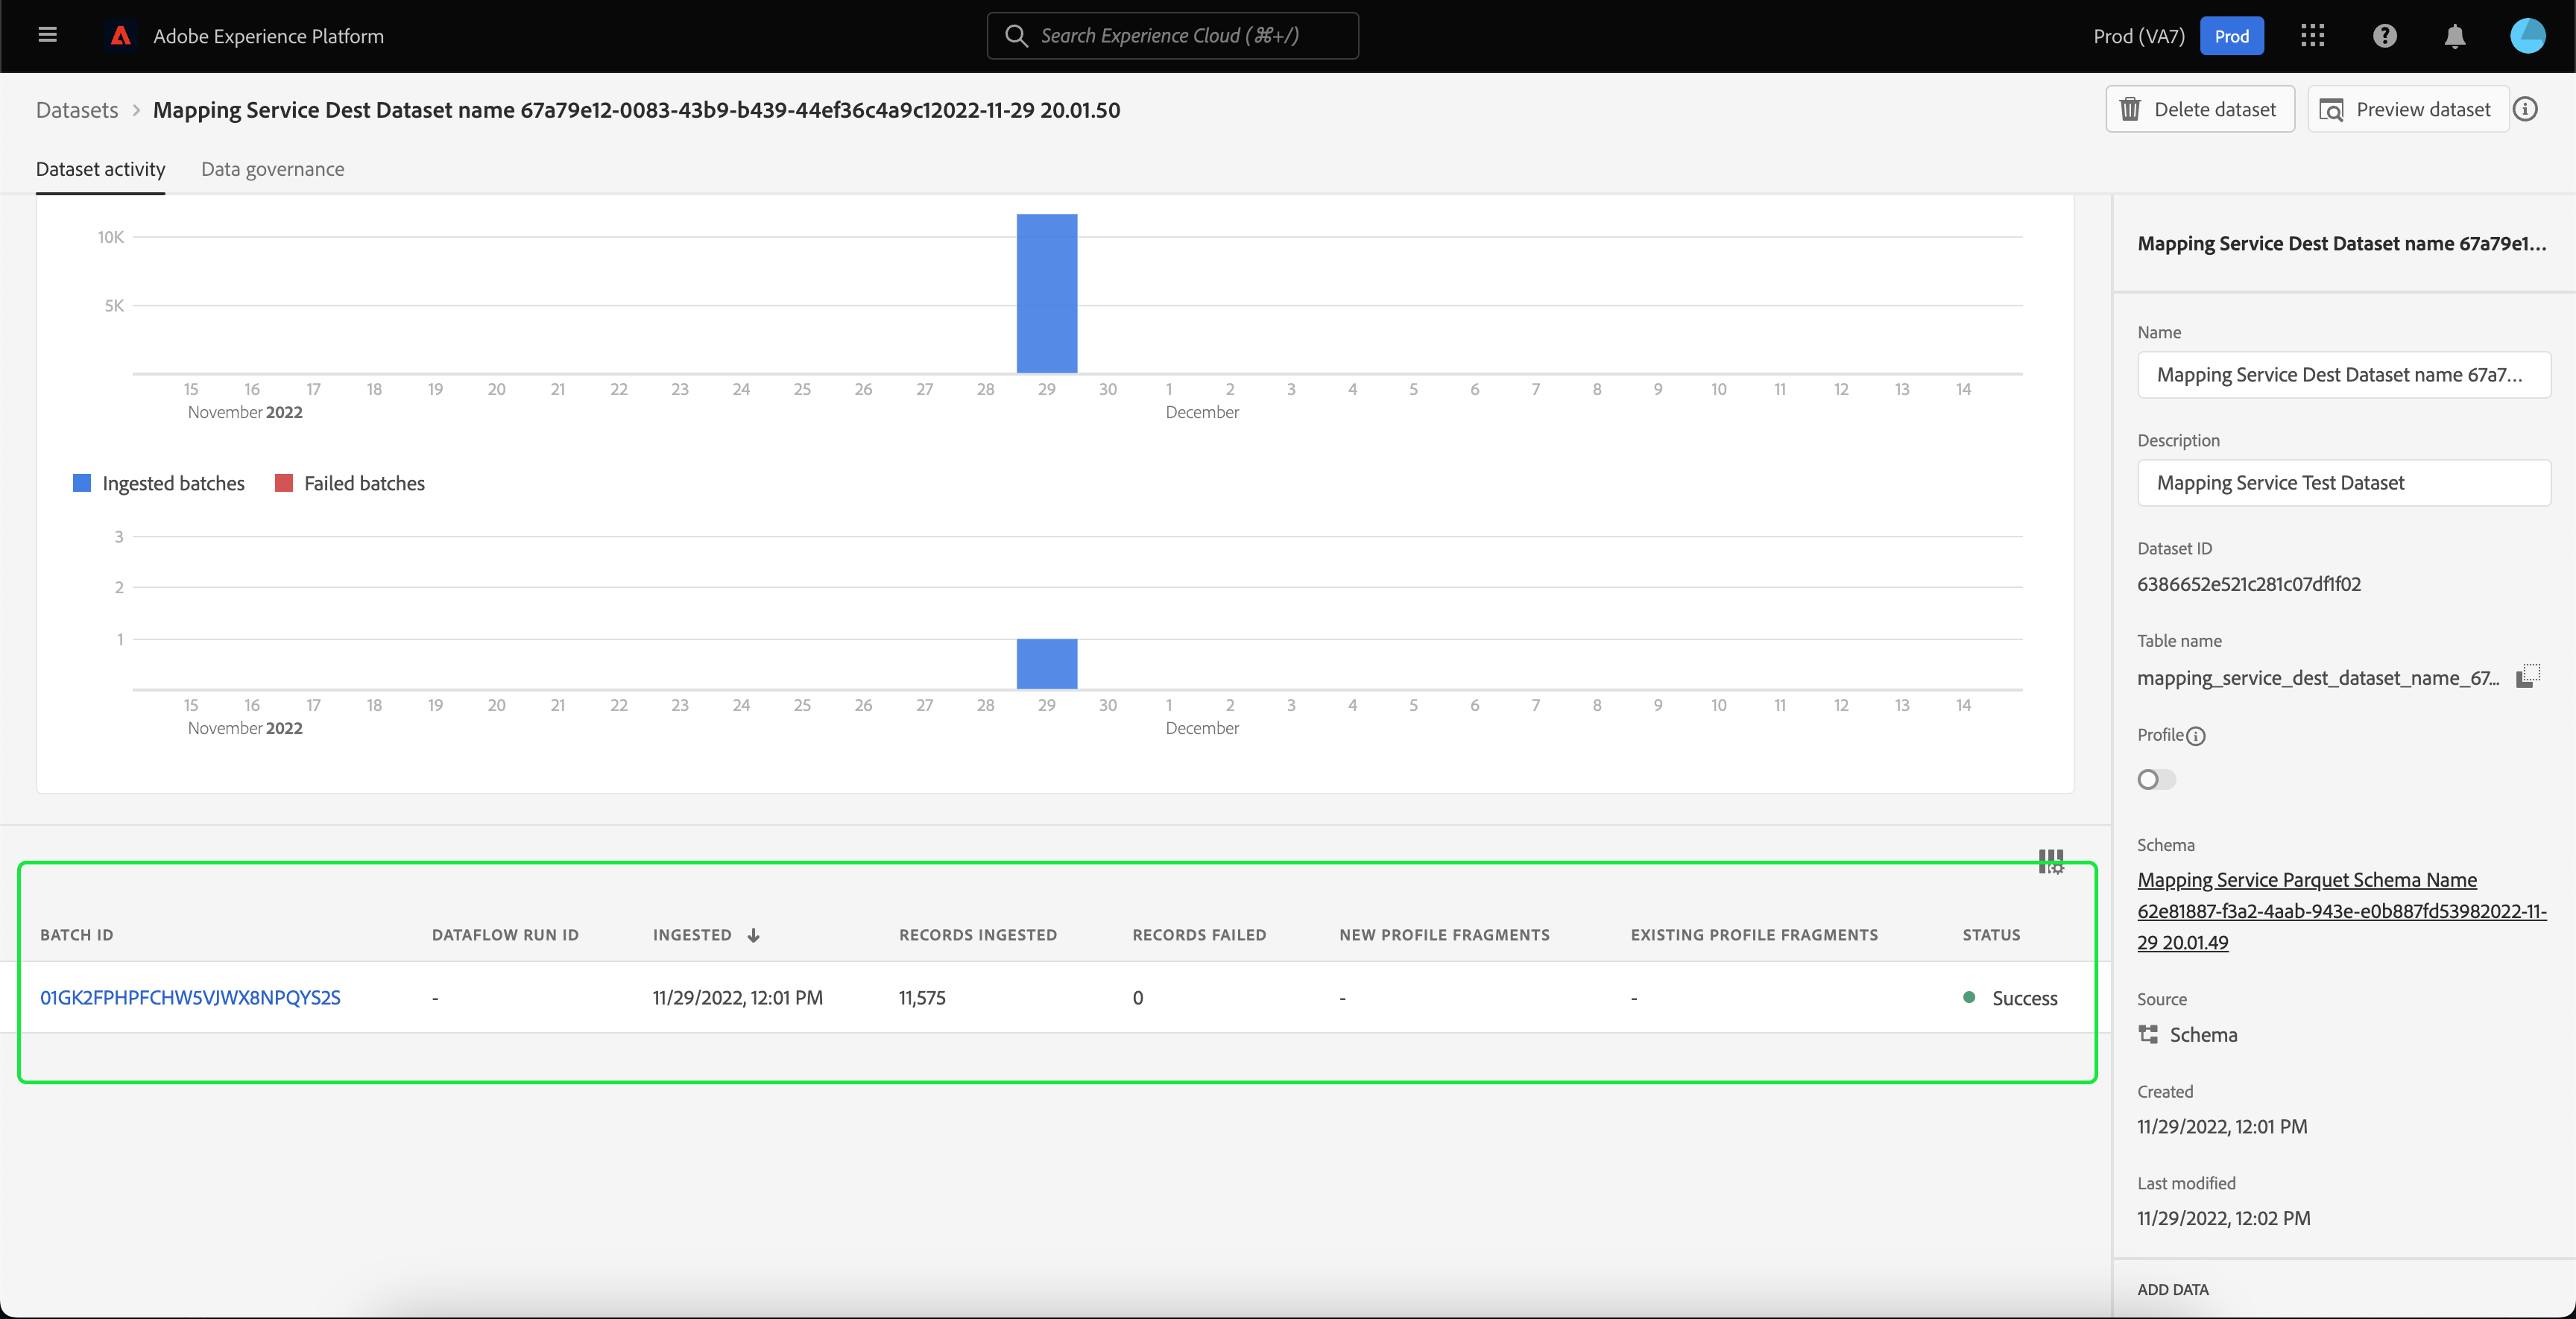 Adobe Experience Platform
Search Experience Cloud (⌘+/)
Prod (VA7) Prod
Datasets > Mapping Service Dest Dataset name 67a79e12-0083-43b9-b439-44ef36c4a9c12022-11-29 20.01.50
Delete dataset
Preview dataset
Dataset activity
Data governance
10K
5K
15 16 17 18 19 20 21 22 23 24 25 26 27 28 29 30 1 2 3 4 5 6 7 8 9 10 11 12 13 14
November 2022 December
Ingested batches Failed batches
3
2
1
15 16 17 18 19 20 21 22 23 24 25 26 27 28 29 30 1 2 3 4 5 6 7 8 9 10 11 12 13 14
November 2022 December
BATCH ID DATAFLOW RUN ID INGESTED ↓ RECORDS INGESTED RECORDS FAILED NEW PROFILE FRAGMENTS EXISTING PROFILE FRAGMENTS STATUS
01GK2FPHPFCHW5VJWX8NPQYS2S - 11/29/2022, 12:01 PM 11,575 0 - - Success
Mapping Service Dest Dataset name 67a79e1...
Name
Mapping Service Dest Dataset name 67a7...
Description
Mapping Service Test Dataset
Dataset ID
6386652e521c281c07df1f02
Table name
mapping_service_dest_dataset_name_67...
Profile
Schema
Mapping Service Parquet Schema Name
62e81887-f3a2-4aab-943e-e0b887fd53982022-11-
29 20.01.49
Source
Schema
Created
11/29/2022, 12:01 PM
Last modified
11/29/2022, 12:02 PM
ADD DATA